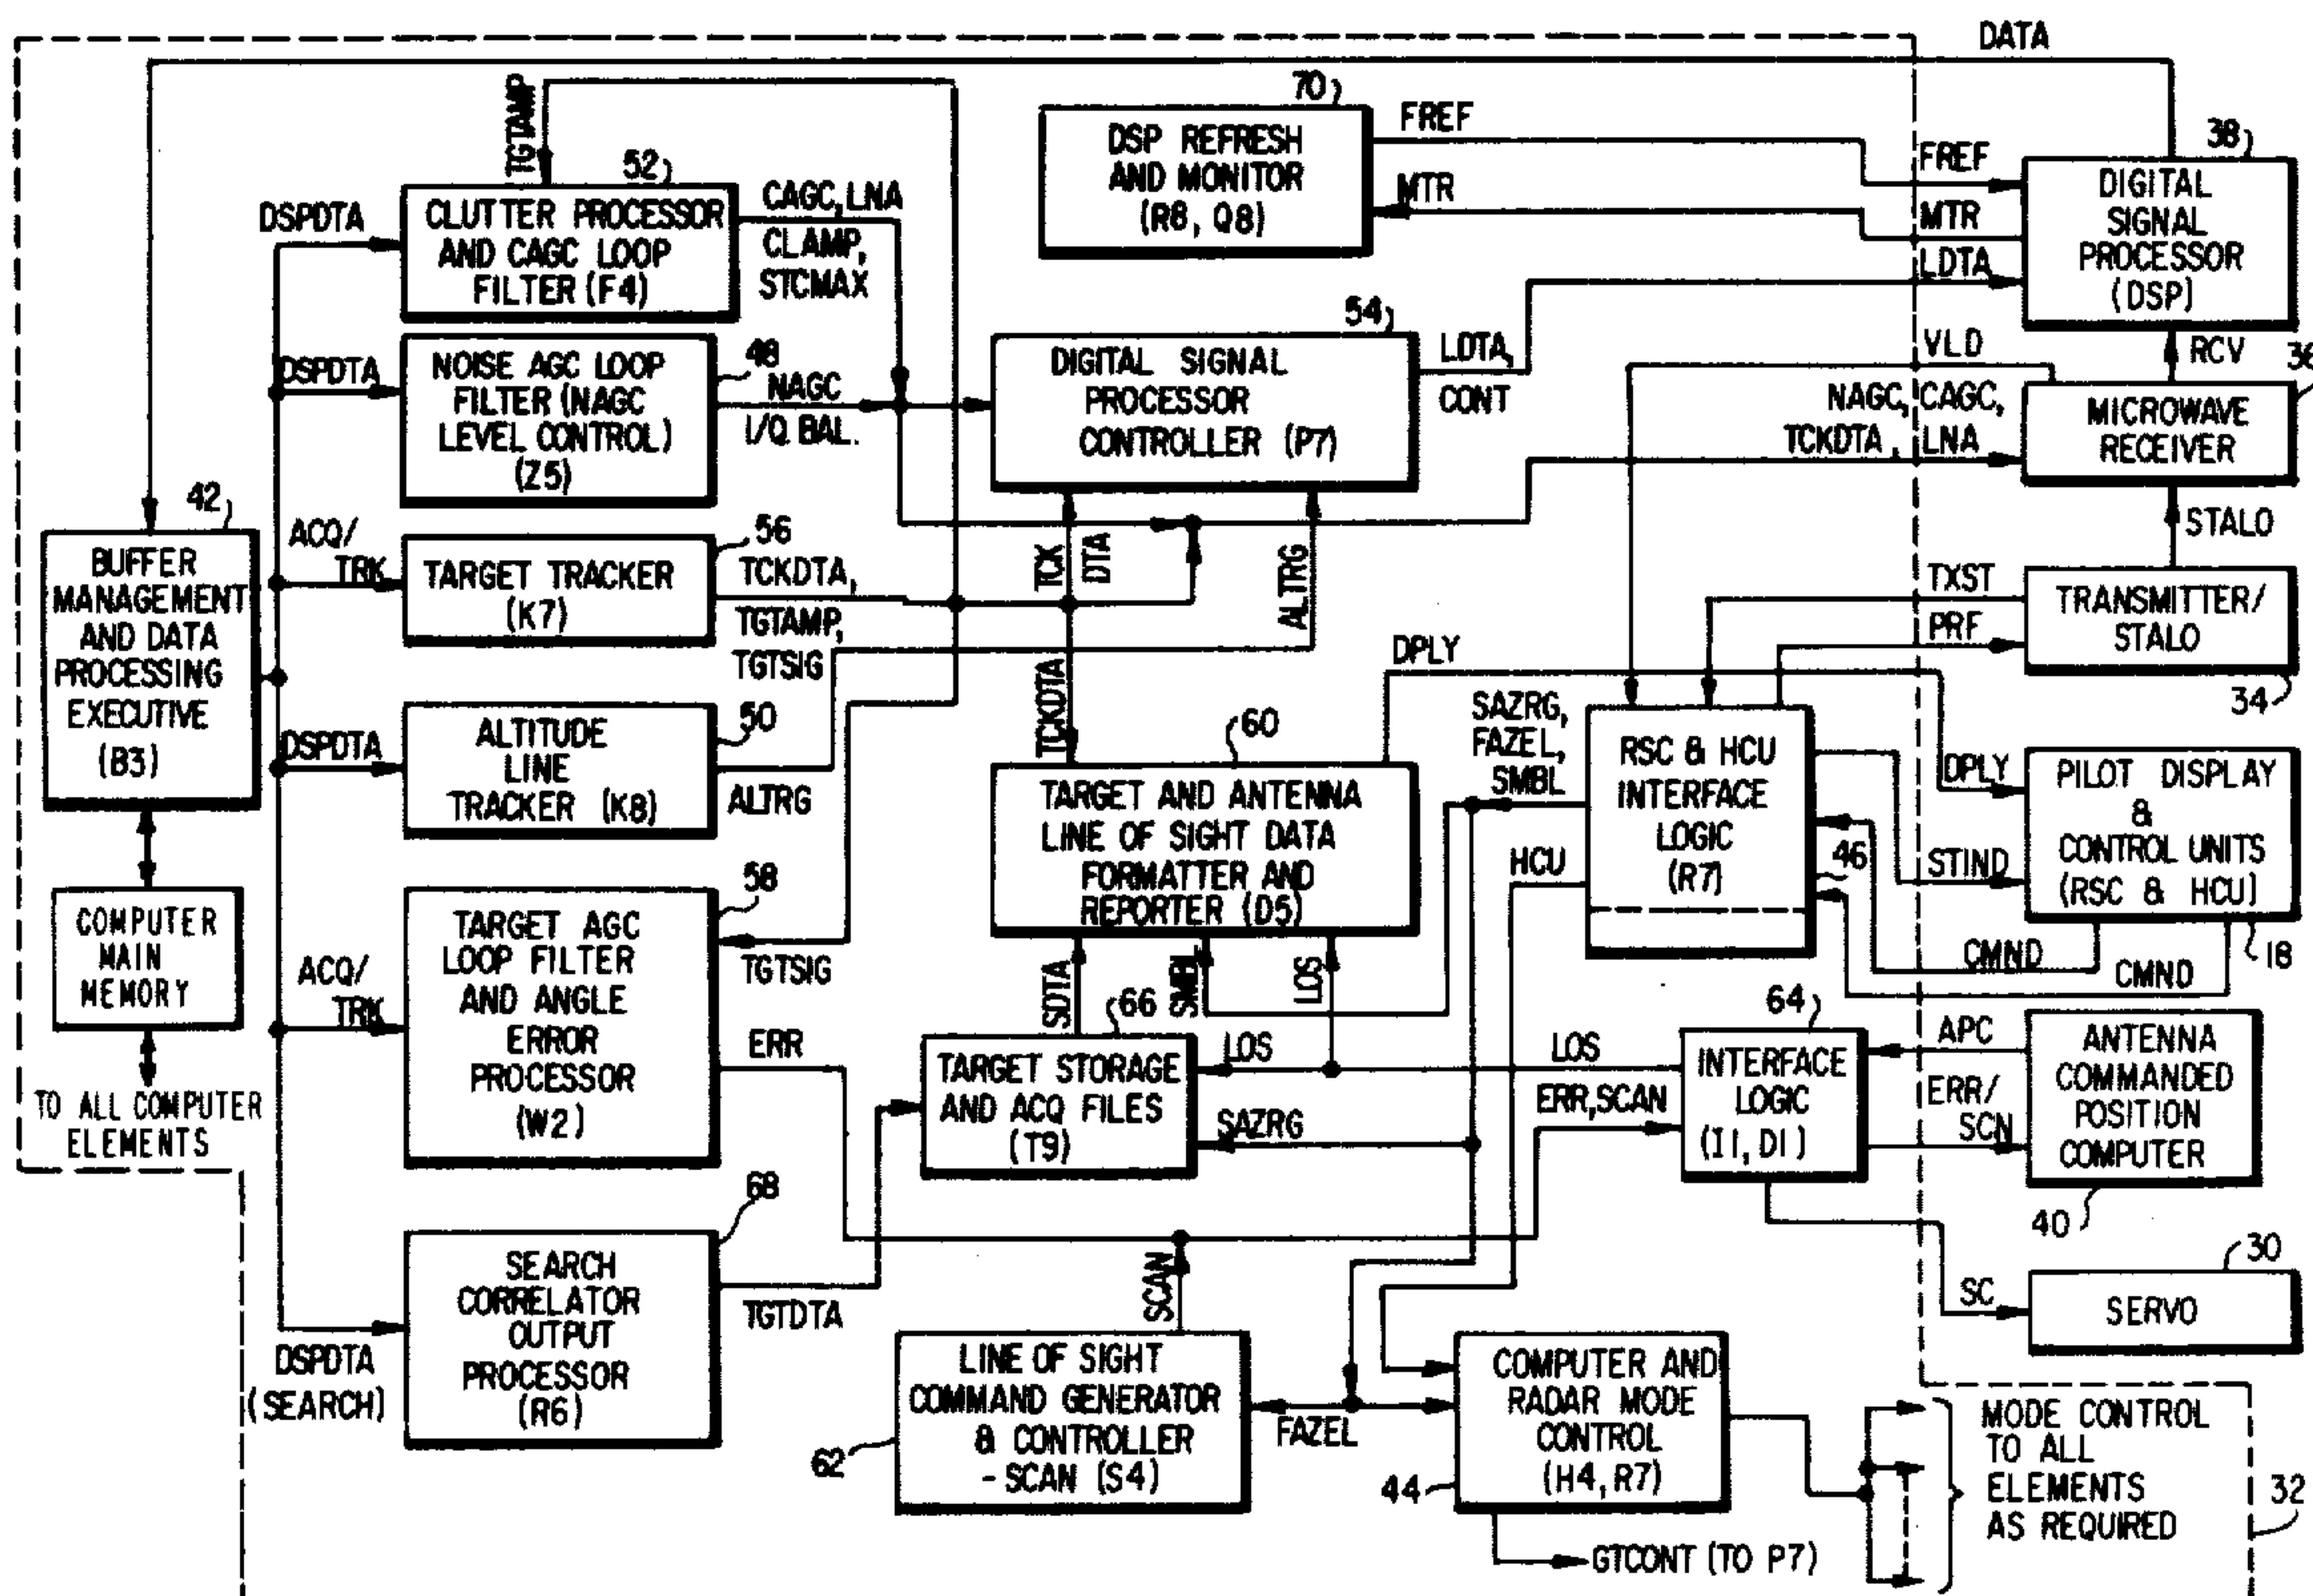 DATA
70
DSP REFRESH
AND MONITOR
(R8, Q8)
FREF
MTR
FREF
MTR
LDTA
38
DIGITAL
SIGNAL
PROCESSOR
(DSP)
TGTAMP
52
DSPDTA
CLUTTER PROCESSOR
AND CAGC LOOP
FILTER (F4)
CAGC, LNA
CLAMP,
STCMAX
DSPDTA
NOISE AGC LOOP
FILTER (NAGC
LEVEL CONTROL)
(Z5)
48
NAGC
I/Q BAL.
54
DIGITAL SIGNAL
PROCESSOR
CONTROLLER (P7)
LDTA,
CONT
VLD
RCV
36
NAGC, CAGC,
TCKDTA, LNA
MICROWAVE
RECEIVER
STALO
42
BUFFER
MANAGEMENT
AND DATA
PROCESSING
EXECUTIVE
(B3)
ACQ/
TRK
TARGET TRACKER
(K7)
56
TCKDTA,
TGTAMP,
TGTSIG
TCK
DTA
ALTRG
TXST
PRF
TRANSMITTER/
STALO
34
DSPDTA
ALTITUDE
LINE
TRACKER (K8)
50
ALTRG
TCKDTA
60
TARGET AND ANTENNA
LINE OF SIGHT DATA
FORMATTER AND
REPORTER (D5)
DPLY
SAZRG,
FAZEL,
SMBL
HCU
RSC & HCU
INTERFACE
LOGIC
(R7)
46
DPLY
STIND
PILOT DISPLAY
&
CONTROL UNITS
(RSC & HCU)
18
CMND
CMND
COMPUTER
MAIN
MEMORY
TO ALL COMPUTER
ELEMENTS
ACQ/
TRK
TARGET AGC
LOOP FILTER
AND ANGLE
ERROR
PROCESSOR
(W2)
58
TGTSIG
ERR
SDTA
SMBL
LOS
66
TARGET STORAGE
AND ACQ FILES
(T9)
LOS
SAZRG
LOS
ERR,SCAN
64
INTERFACE
LOGIC
(I1, D1)
APC
ERR/
SCN
ANTENNA
COMMANDED
POSITION
COMPUTER
40
DSPDTA
(SEARCH)
SEARCH
CORRELATOR
OUTPUT
PROCESSOR
(R6)
68
TGTDTA
SCAN
SC
30
SERVO
LINE OF SIGHT
COMMAND GENERATOR
& CONTROLLER
-SCAN (S4)
62
FAZEL
COMPUTER AND
RADAR MODE
CONTROL
(H4, R7)
44
GTCONT (TO P7)
MODE CONTROL
TO ALL
ELEMENTS
AS REQUIRED
32